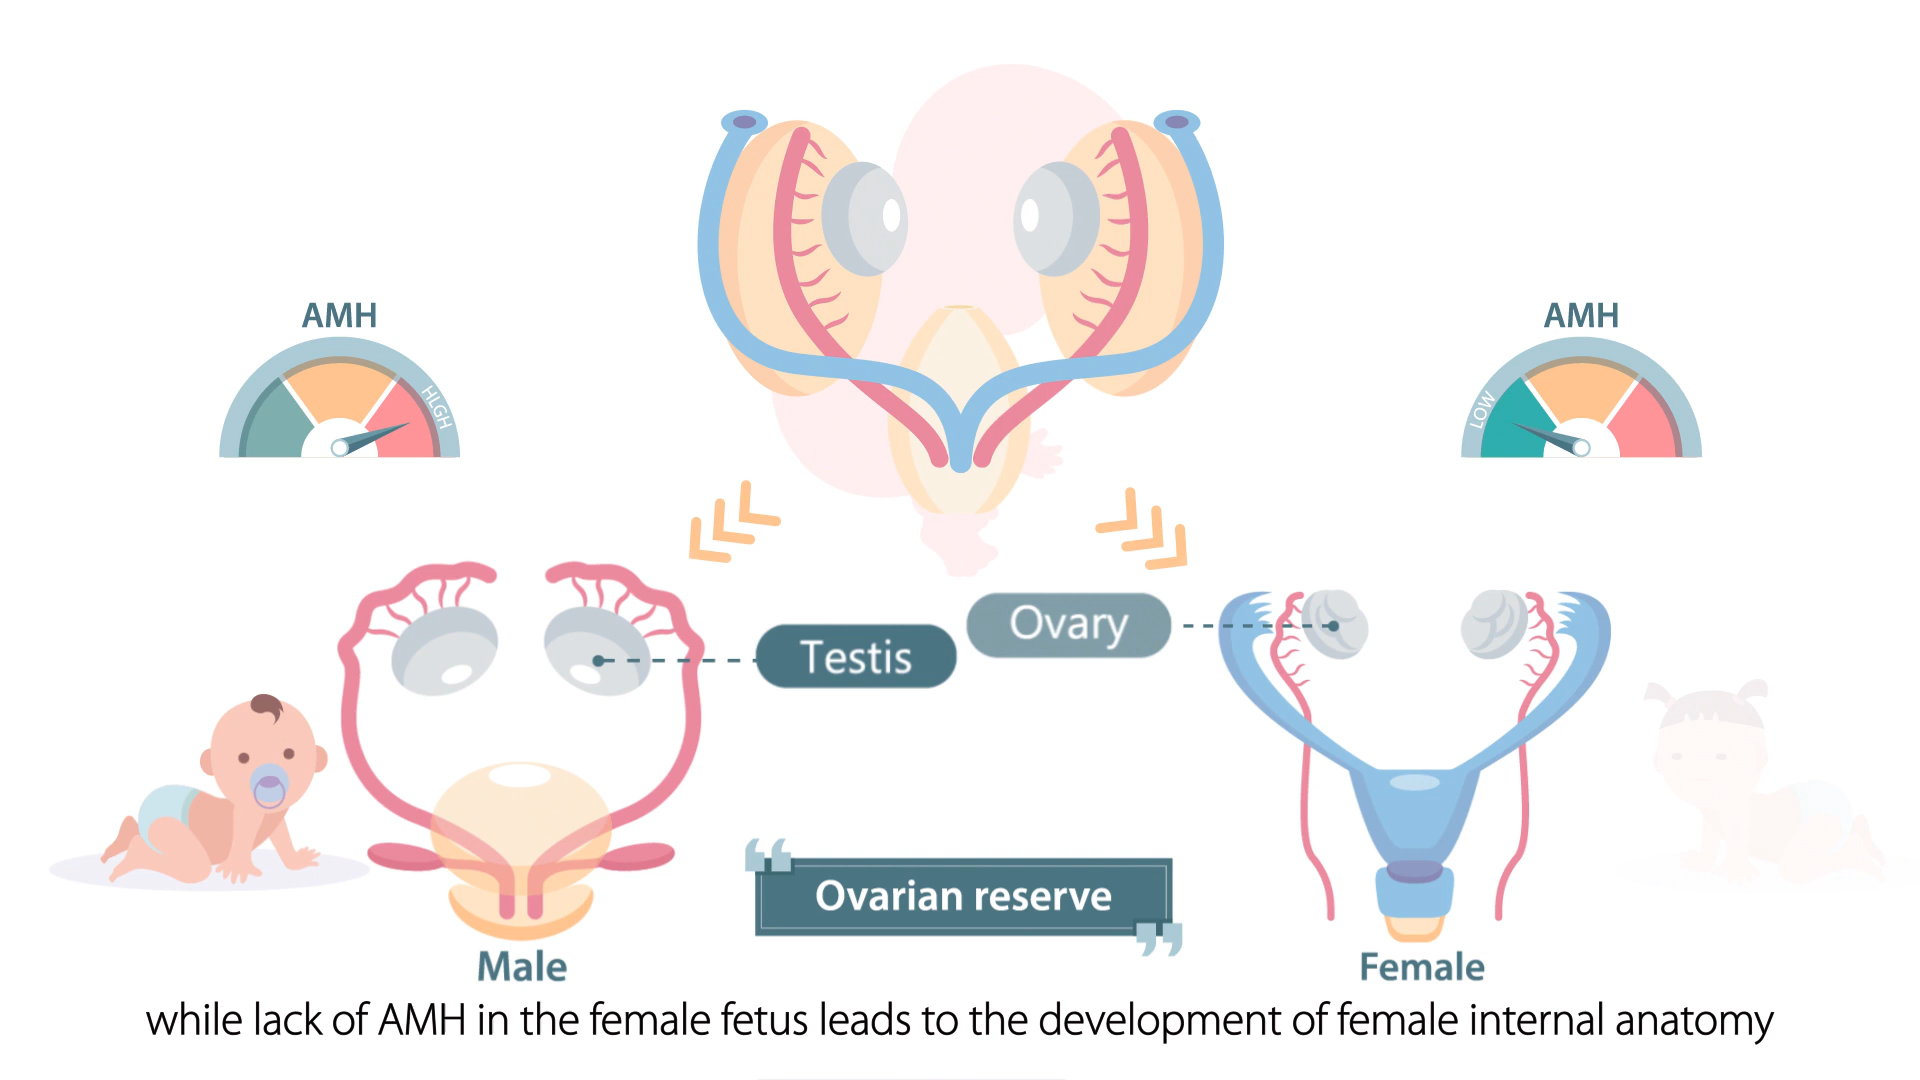 AMH
HLGH
AMH
LOW
Testis
Ovary
“ Ovarian reserve ”
Male
Female
while lack of AMH in the female fetus leads to the development of female internal anatomy